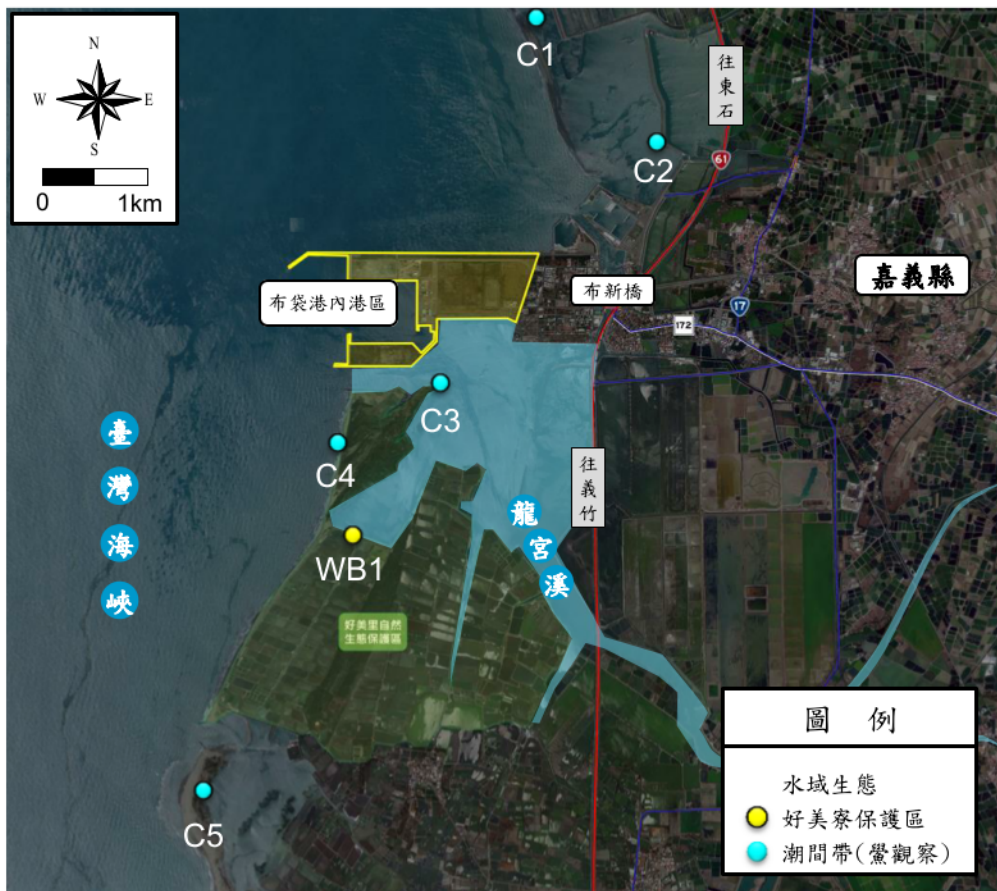 N
W E
S
0 1km
C1
往東石
C2
61
嘉義縣
布袋港內港區
布新橋
17
172
C3
臺灣海峽
C4
往義竹
龍宮溪
WB1
好美里自然
生態保護區
C5
圖 例
水域生態
好美寮保護區
潮間帶(鱟觀察)